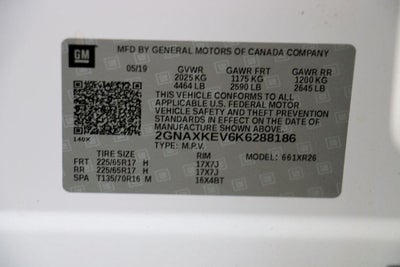 GM
MFD BY GENERAL MOTORS OF CANADA COMPANY
05/19 GVWR GAWR FRT GAWR RR
2025 KG 1175 KG 1200 KG
4464 LB 2590 LB 2645 LB
THIS VEHICLE CONFORMS TO ALL
APPLICABLE U.S. FEDERAL MOTOR
VEHICLE SAFETY AND THEFT PREVENTION
STANDARDS IN EFFECT ON THE DATE
OF MANUFACTURE SHOWN ABOVE.
140X 2GNAXKEV6K6288186
TYPE: M.P.V.
TIRE SIZE RIM MODEL: 661XR26
FRT 225/65R17 H 17X7J
RR 225/65R17 H 17X7J
SPA T135/70R16 M 16X4BT